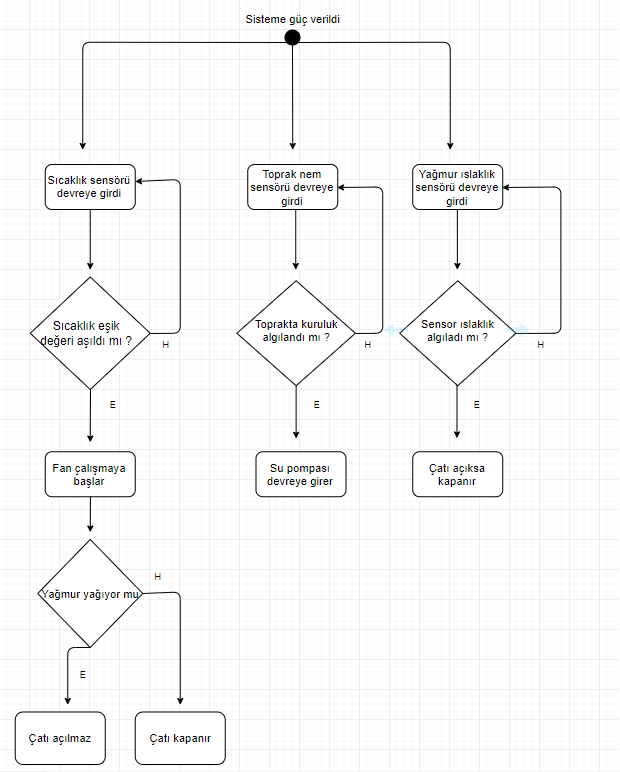 Sisteme güç verildi
Sıcaklık sensörü
devreye girdi
Toprak nem
sensörü devreye
girdi
Yağmur ıslaklık
sensörü devreye
girdi
Sıcaklık eşik
değeri aşıldı mı ?
H
Toprakta kuruluk
algılandı mı ?
H
Sensor ıslaklık
algıladı mı ?
H
E
E
E
Fan çalışmaya
başlar
Su pompası
devreye girer
Çatı açıksa
kapanır
Yağmur yağıyor mu
H
E
Çatı açılmaz
Çatı kapanır